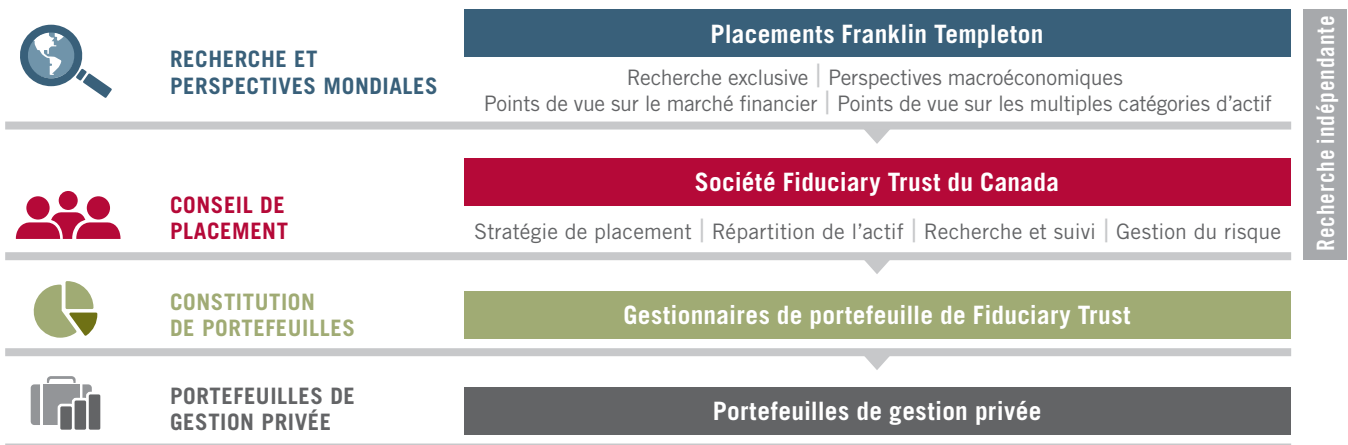 RECHERCHE ET
PERSPECTIVES MONDIALES
Placements Franklin Templeton
Recherche exclusive | Perspectives macroéconomiques
Points de vue sur le marché financier | Points de vue sur les multiples catégories d'actif
Recherche indépendante
CONSEIL DE
PLACEMENT
Société Fiduciary Trust du Canada
Stratégie de placement | Répartition de l'actif | Recherche et suivi | Gestion du risque
CONSTITUTION
DE PORTEFEUILLES
Gestionnaires de portefeuille de Fiduciary Trust
PORTEFEUILLES DE
GESTION PRIVÉE
Portefeuilles de gestion privée